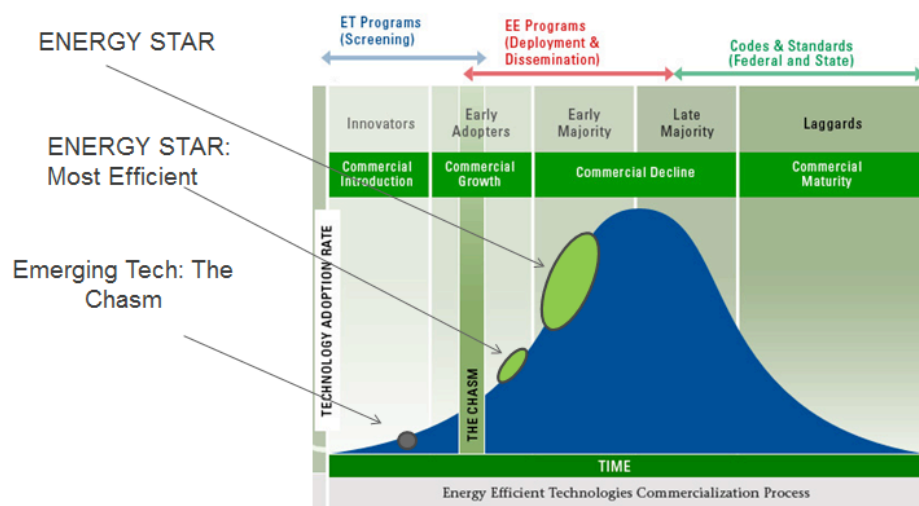 ENERGY STAR
ENERGY STAR:
Most Efficient
Emerging Tech: The
Chasm
ET Programs
(Screening)
EE Programs
(Deployment &
Dissemination)
Codes & Standards
(Federal and State)
Innovators
Early
Adopters
Early
Majority
Late
Majority
Laggards
Commercial
Introduction
Commercial
Growth
Commercial Decline
Commercial
Maturity
TECHNOLOGY ADOPTION RATE
THE CHASM
TIME
Energy Efficient Technologies Commercialization Process